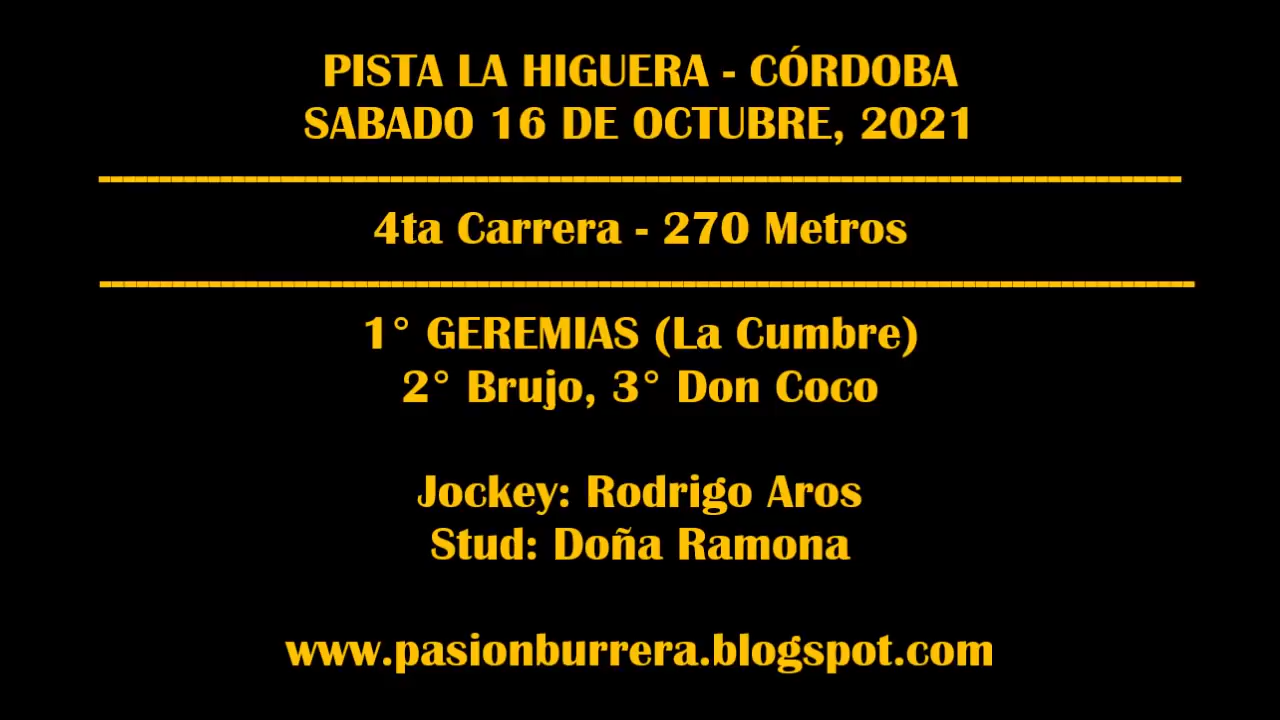 PISTA LA HIGUERA - CÓRDOBA
SABADO 16 DE OCTUBRE, 2021
4ta Carrera - 270 Metros
1° GEREMIAS (La Cumbre)
2° Brujo, 3° Don Coco
Jockey: Rodrigo Aros
Stud: Doña Ramona
www.pasionburrera.blogspot.com